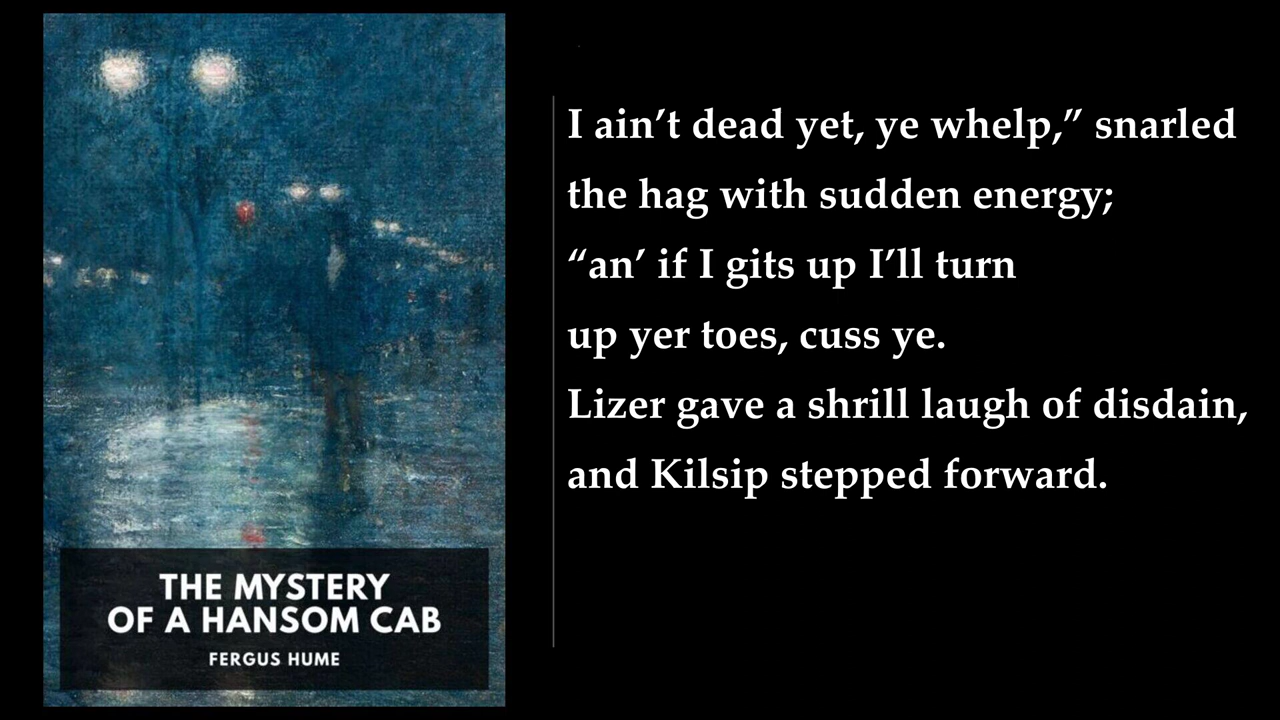 I ain’t dead yet, ye whelp,” snarled
the hag with sudden energy;
“an’ if I gits up I’ll turn
up yer toes, cuss ye.
Lizer gave a shrill laugh of disdain,
and Kilsip stepped forward.
THE MYSTERY
OF A HANSOM CAB
FERGUS HUME